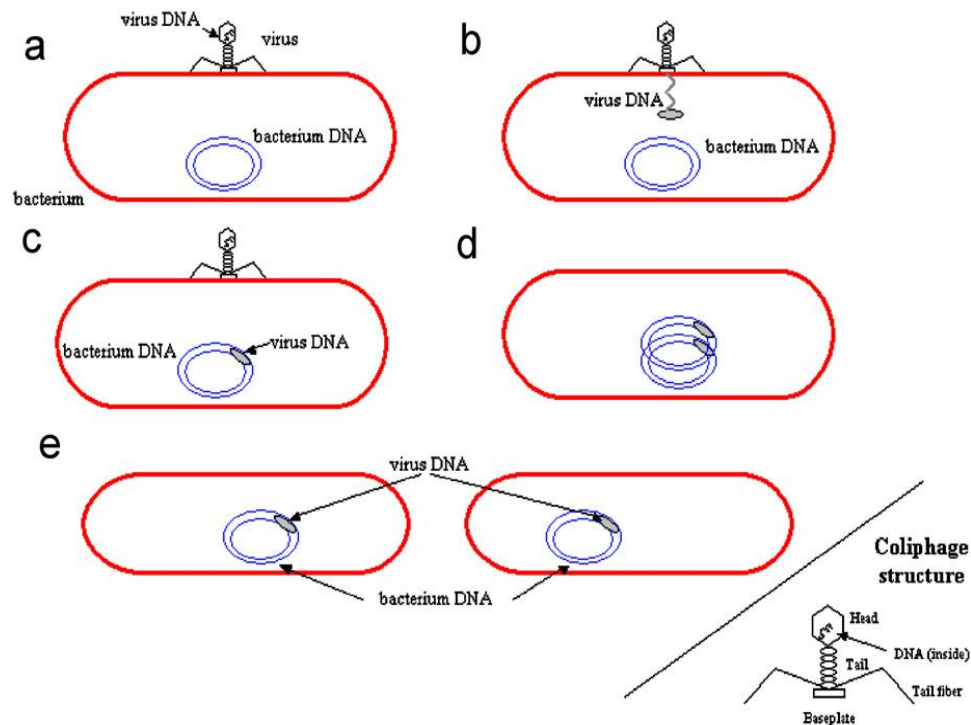 a
virus DNA
virus
bacterium DNA
bacterium
b
virus DNA
bacterium DNA
c
bacterium DNA
virus DNA
d
e
virus DNA
bacterium DNA
Coliphage
structure
Head
DNA (inside)
Tail
Tail fiber
Baseplate